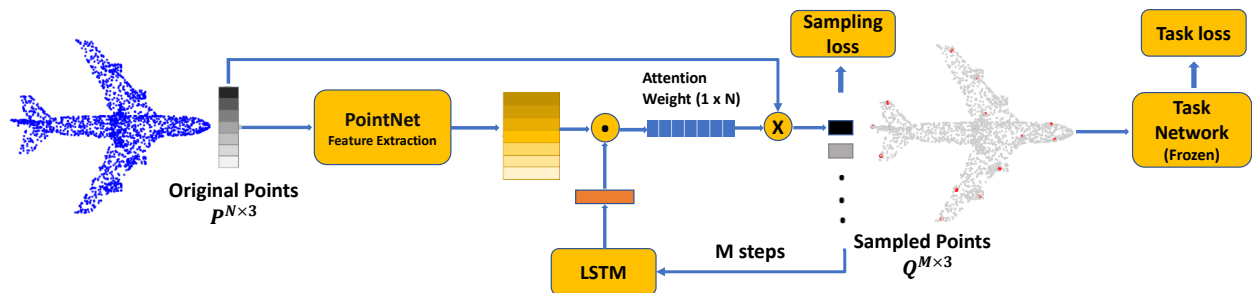 Sampling
loss
Task loss
Attention
Weight (1 x N)
PointNet
Feature Extraction
X
Task
Network
(Frozen)
Original Points
P^{N×3}
M steps
Sampled Points
Q^{M×3}
LSTM